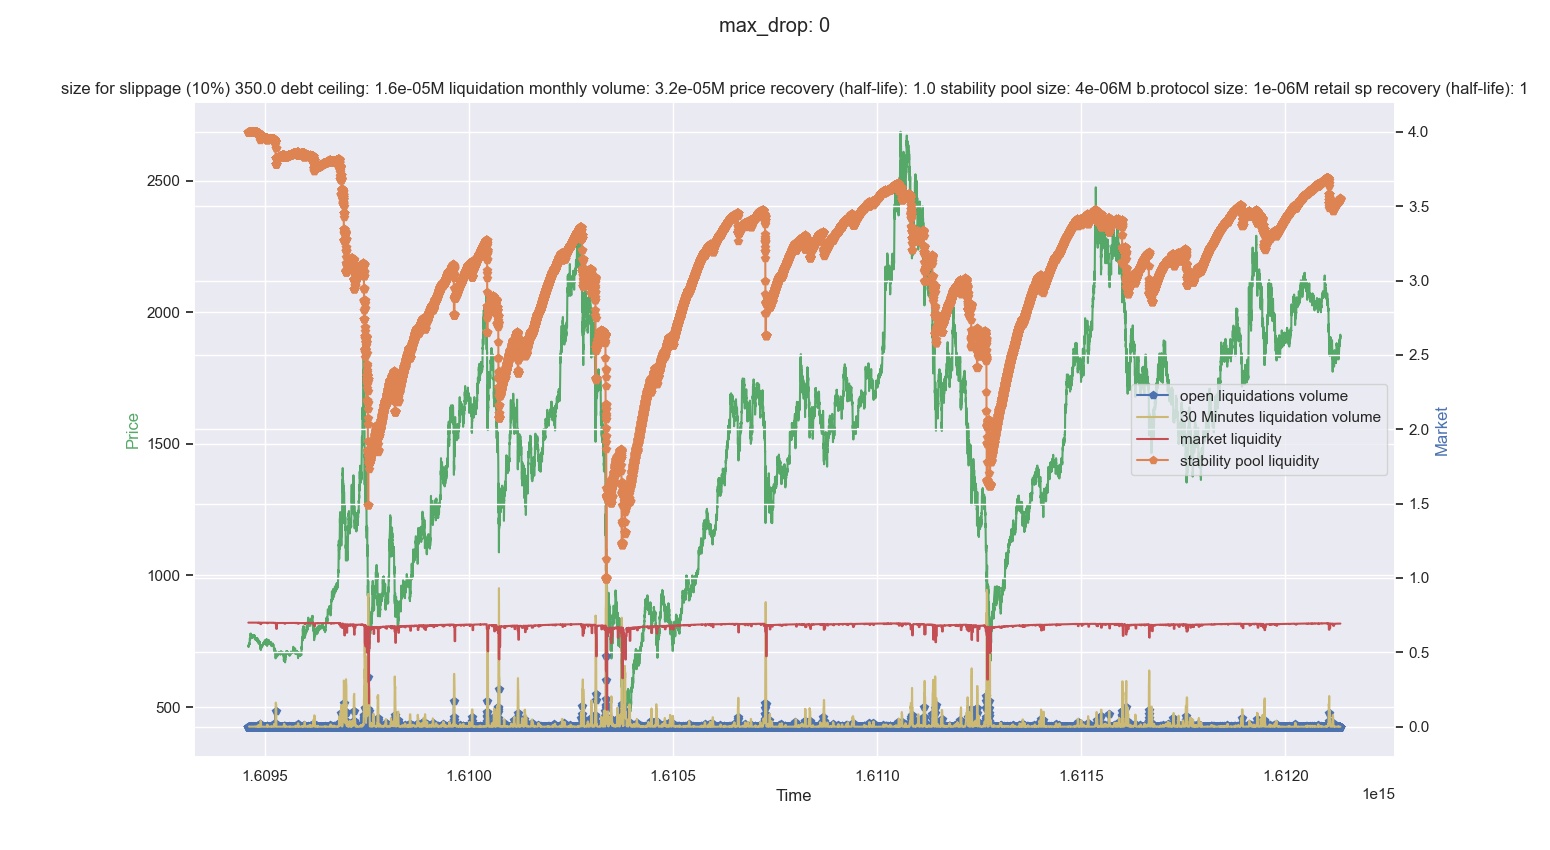 max_drop: 0
size for slippage (10%) 350.0 debt ceiling: 1.6e-05M liquidation monthly volume: 3.2e-05M price recovery (half-life): 1.0 stability pool size: 4e-06M b.protocol size: 1e-06M retail sp recovery (half-life): 1
4.0
2500
3.5
3.0
2000
2.5
open liquidations volume
30 Minutes liquidation volume
market liquidity
stability pool liquidity
Price
Market
1500
2.0
1.5
1000
1.0
0.5
500
0.0
1.6095 1.6100 1.6105 1.6110 1.6115 1.6120
Time
1e15